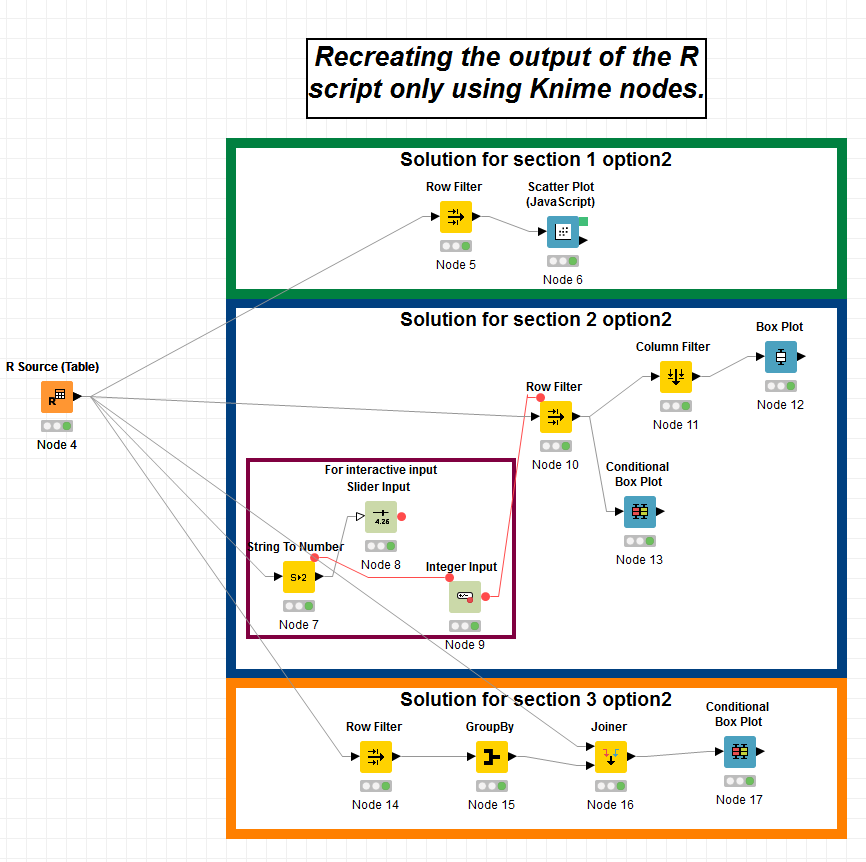 Recreating the output of the R
script only using Knime nodes.
Solution for section 1 option2
Row Filter
Node 5
Scatter Plot
(JavaScript)
Node 6
R Source (Table)
R
Node 4
Solution for section 2 option2
Row Filter
Node 10
Column Filter
Node 11
Box Plot
Node 12
Conditional
Box Plot
Node 13
For interactive input
Slider Input
4.26
Node 8
String To Number
S▸2
Node 7
Integer Input
Node 9
Solution for section 3 option2
Row Filter
Node 14
GroupBy
Node 15
Joiner
Node 16
Conditional
Box Plot
Node 17